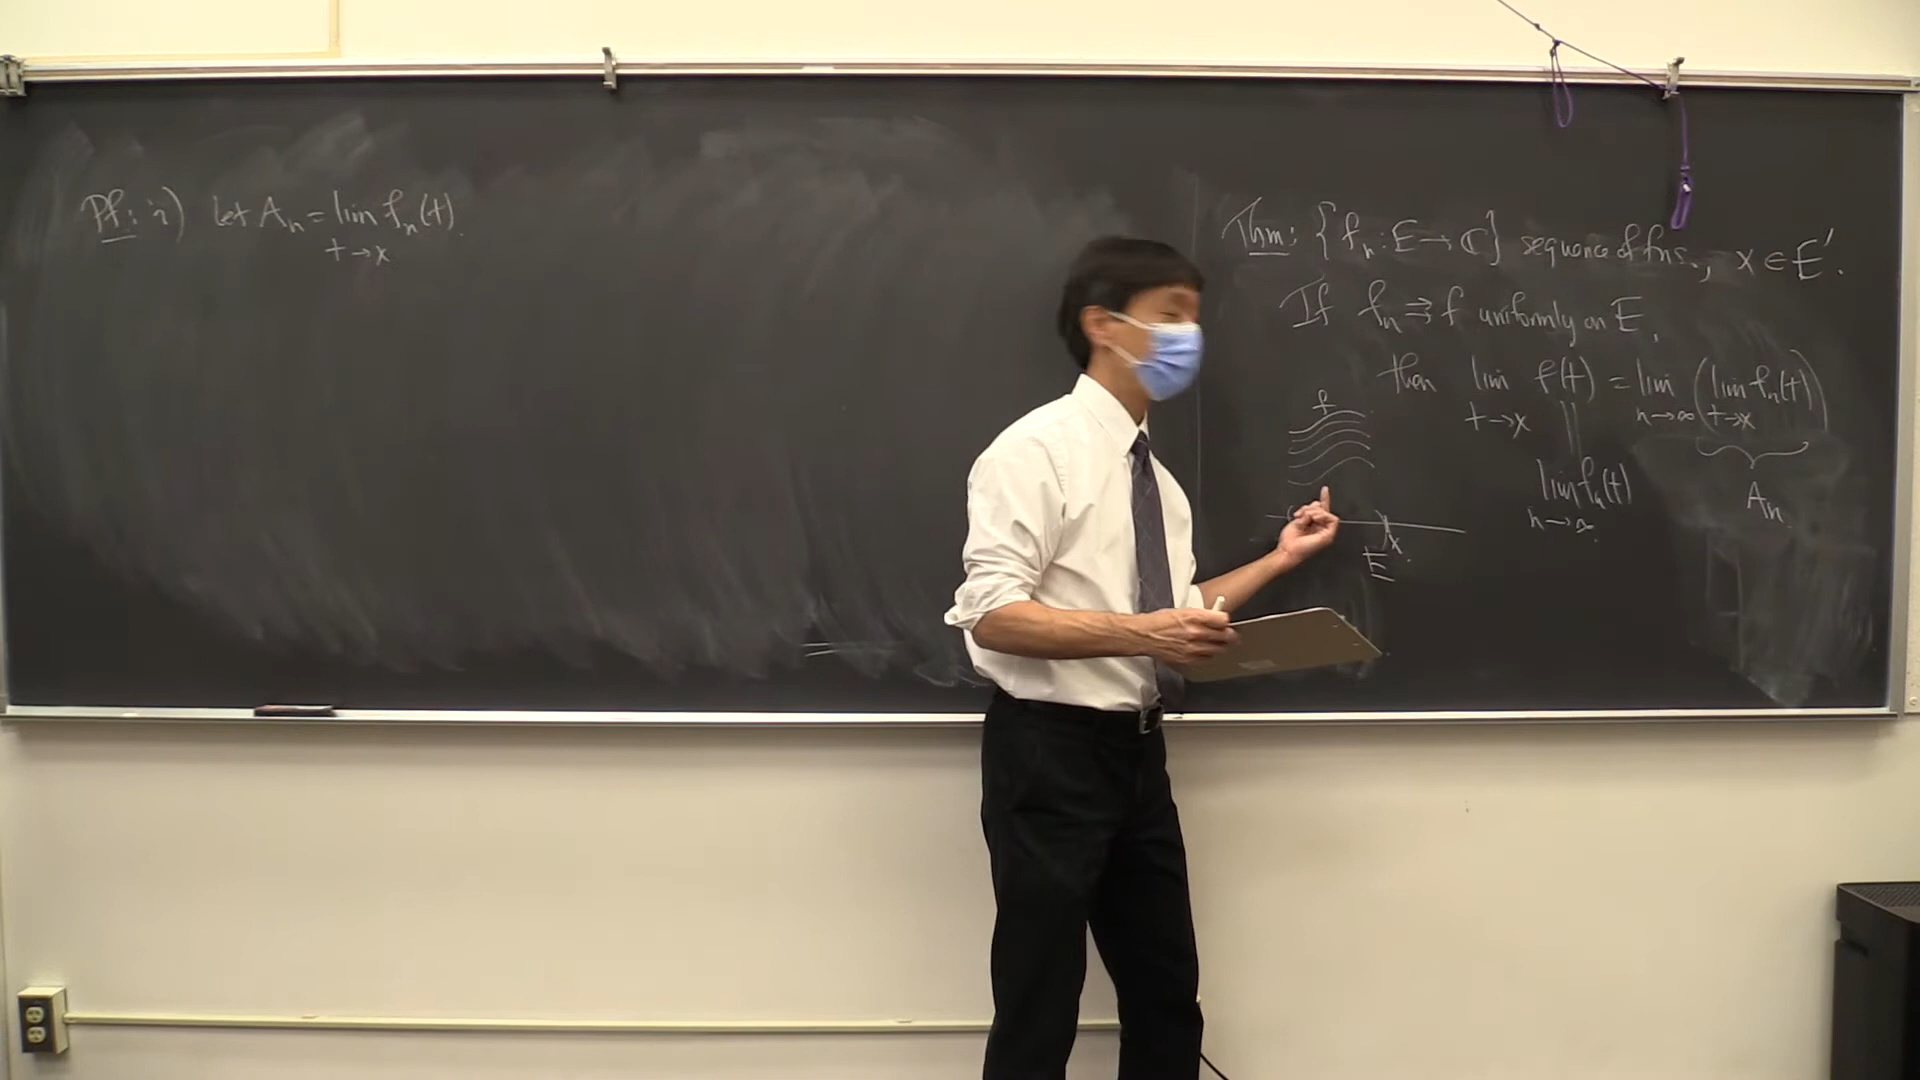 Pf: i) Let Aₙ = lim fₙ(t).
t→x
Thm: {fₙ: E → ℂ} sequence of fns., x ∈ E'.
If fₙ ⇉ f uniformly on E,
then lim f(t) = lim (lim fₙ(t))
t→x n→∞ t→x
||
lim fₙ(t)
n→∞.
Aₙ.
f
x
E